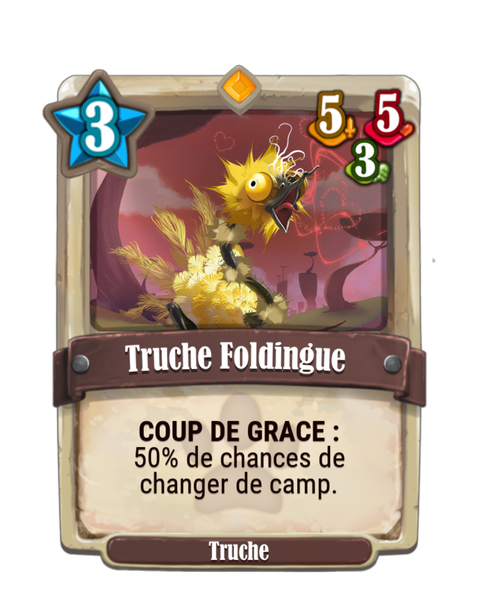 3
5 5
3
Truche Foldingue
COUP DE GRACE :
50% de chances de
changer de camp.
Truche